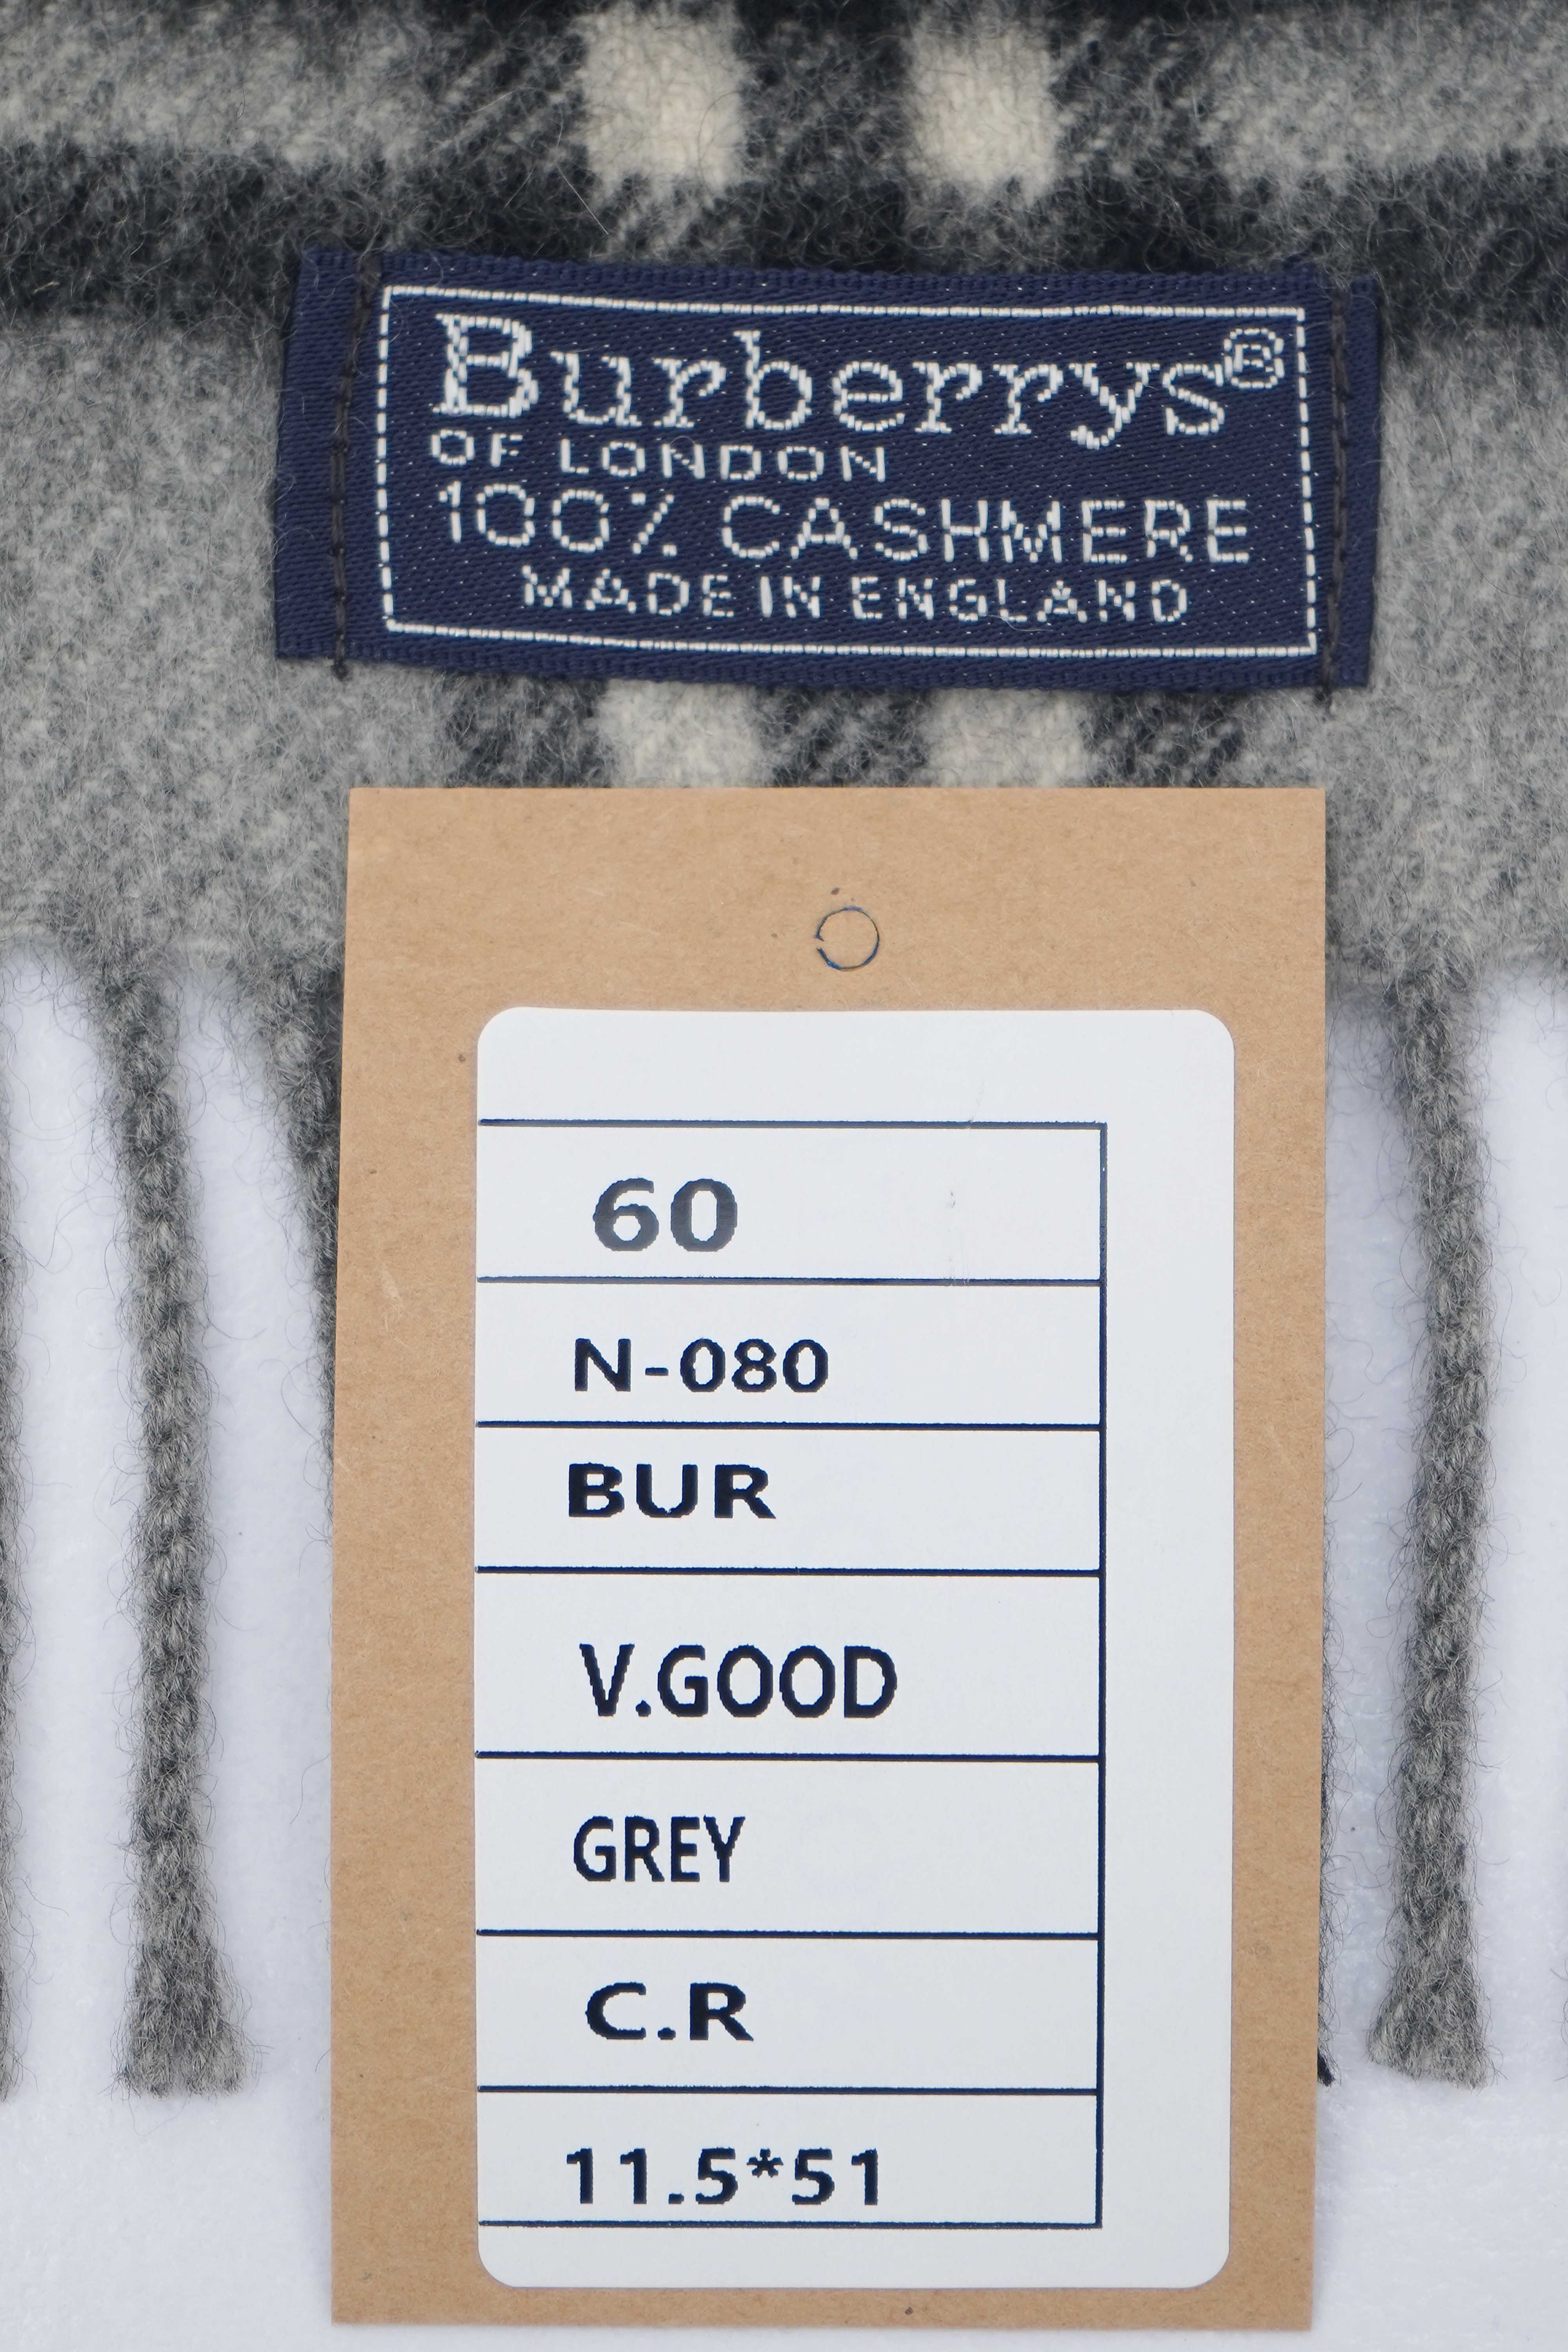 Burberrys®
OF LONDON
100% CASHMERE
MADE IN ENGLAND
60
N-080
BUR
V.GOOD
GREY
C.R
11.5*51